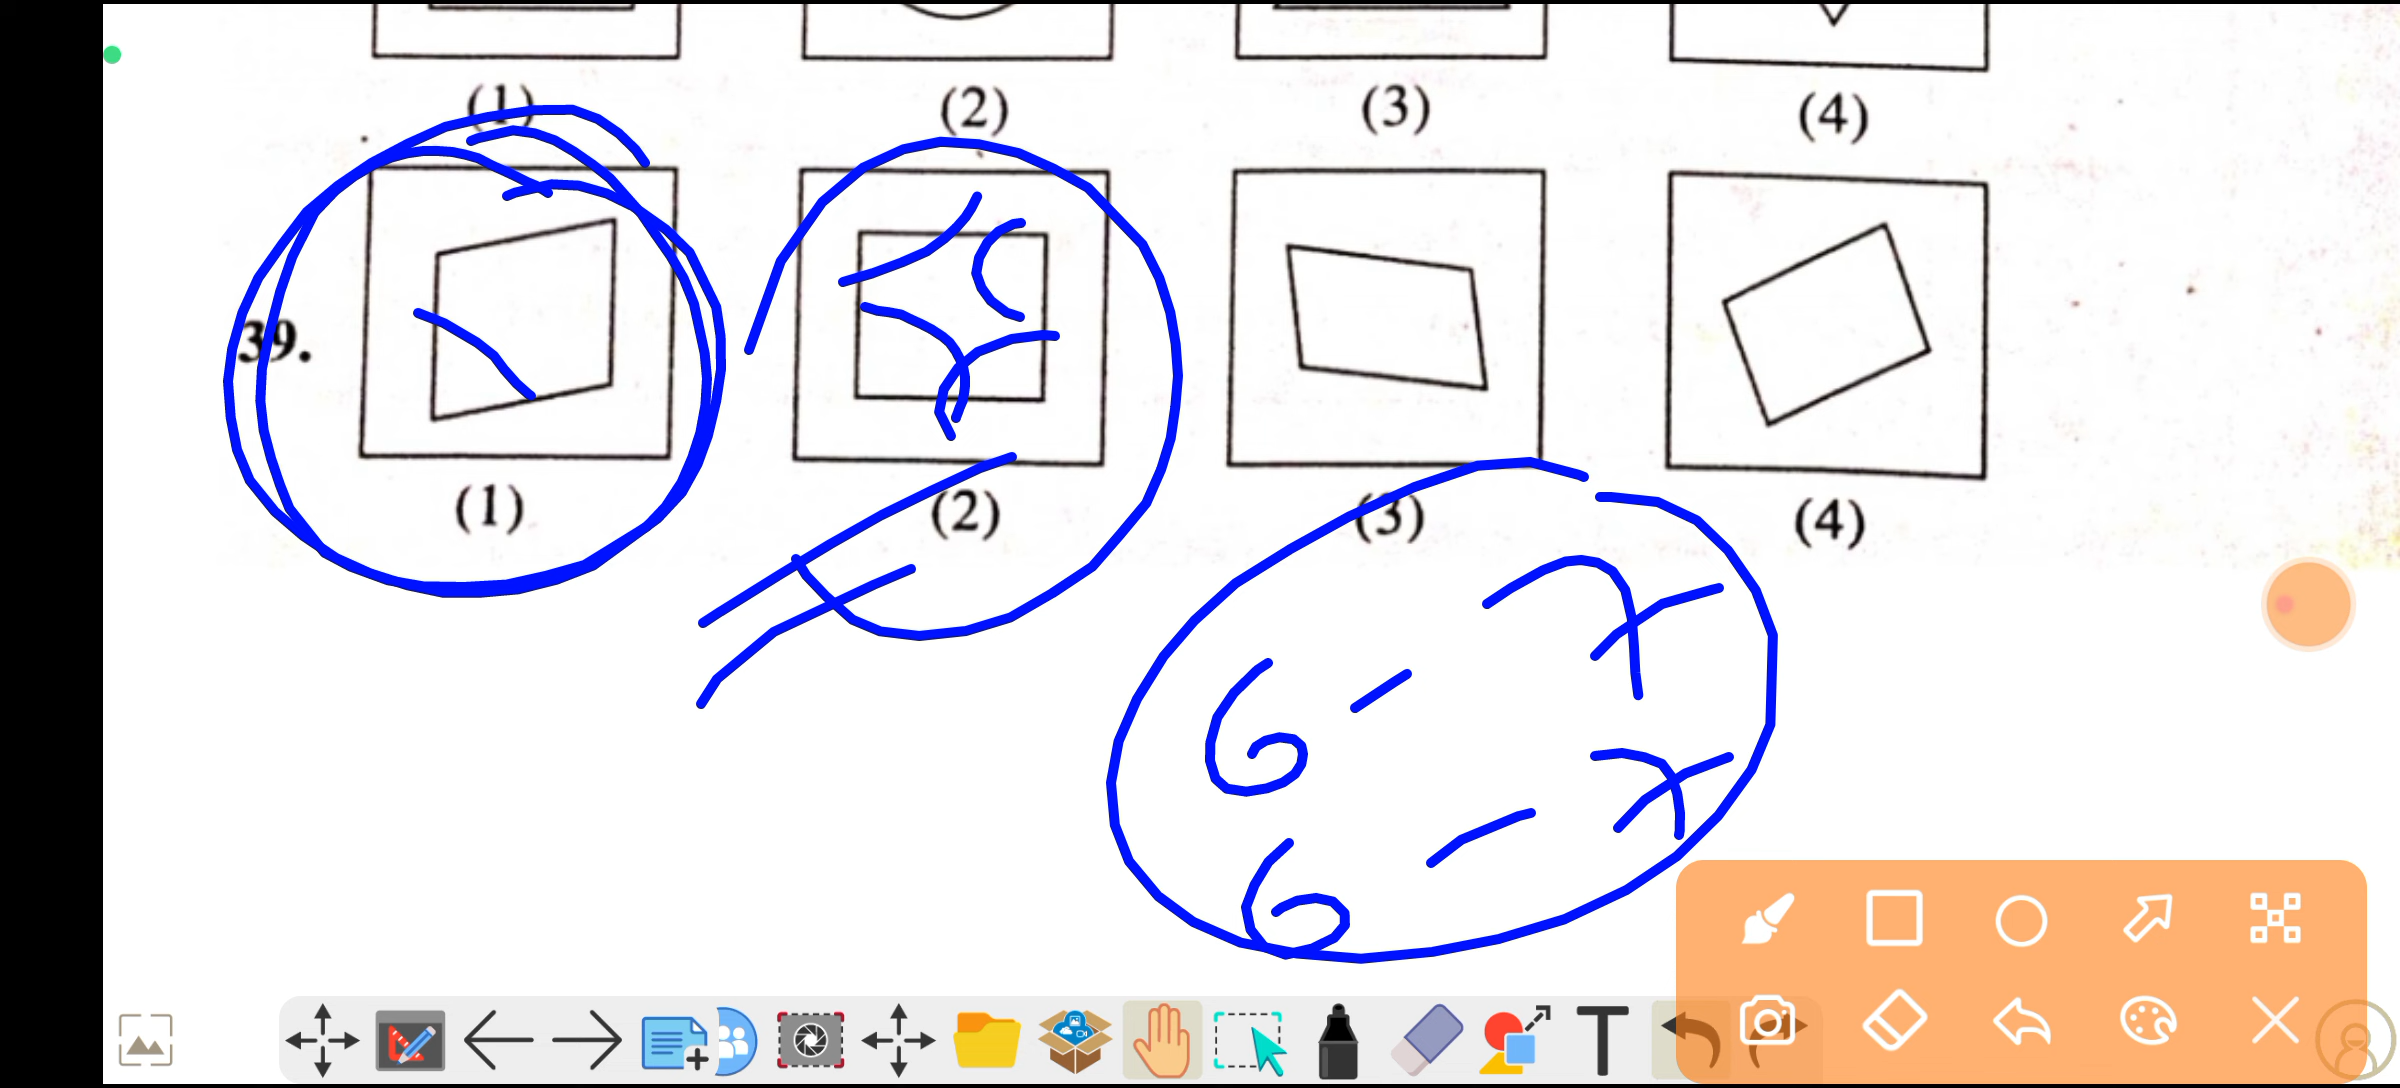 (1) (2) (3) (4)
39.
(1) (2) (3) (4)
6 -
6 -